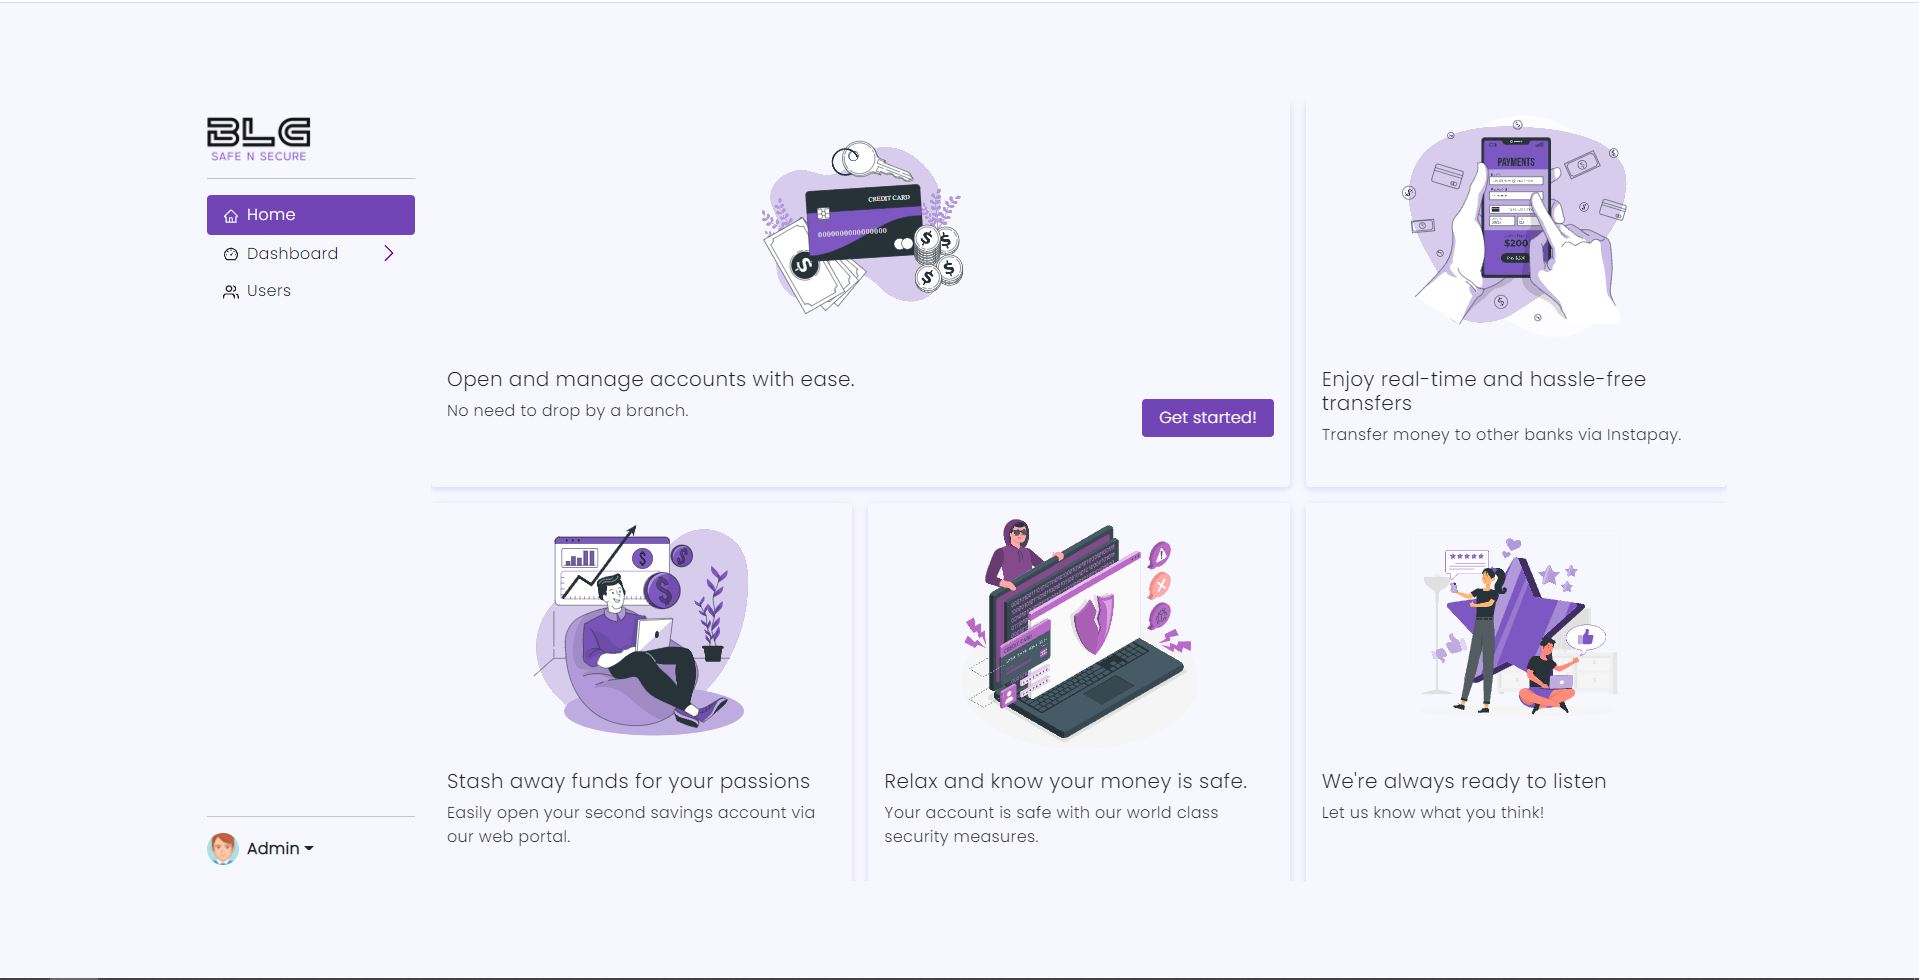 BLG
SAFE N SECURE
Home
Dashboard
Users
Admin
CREDIT CARD
0000000000000000
Open and manage accounts with ease.
No need to drop by a branch.
Get started!
PAYMENTS
$200
Enjoy real-time and hassle-free
transfers
Transfer money to other banks via Instapay.
Stash away funds for your passions
Easily open your second savings account via
our web portal.
Relax and know your money is safe.
Your account is safe with our world class
security measures.
We're always ready to listen
Let us know what you think!